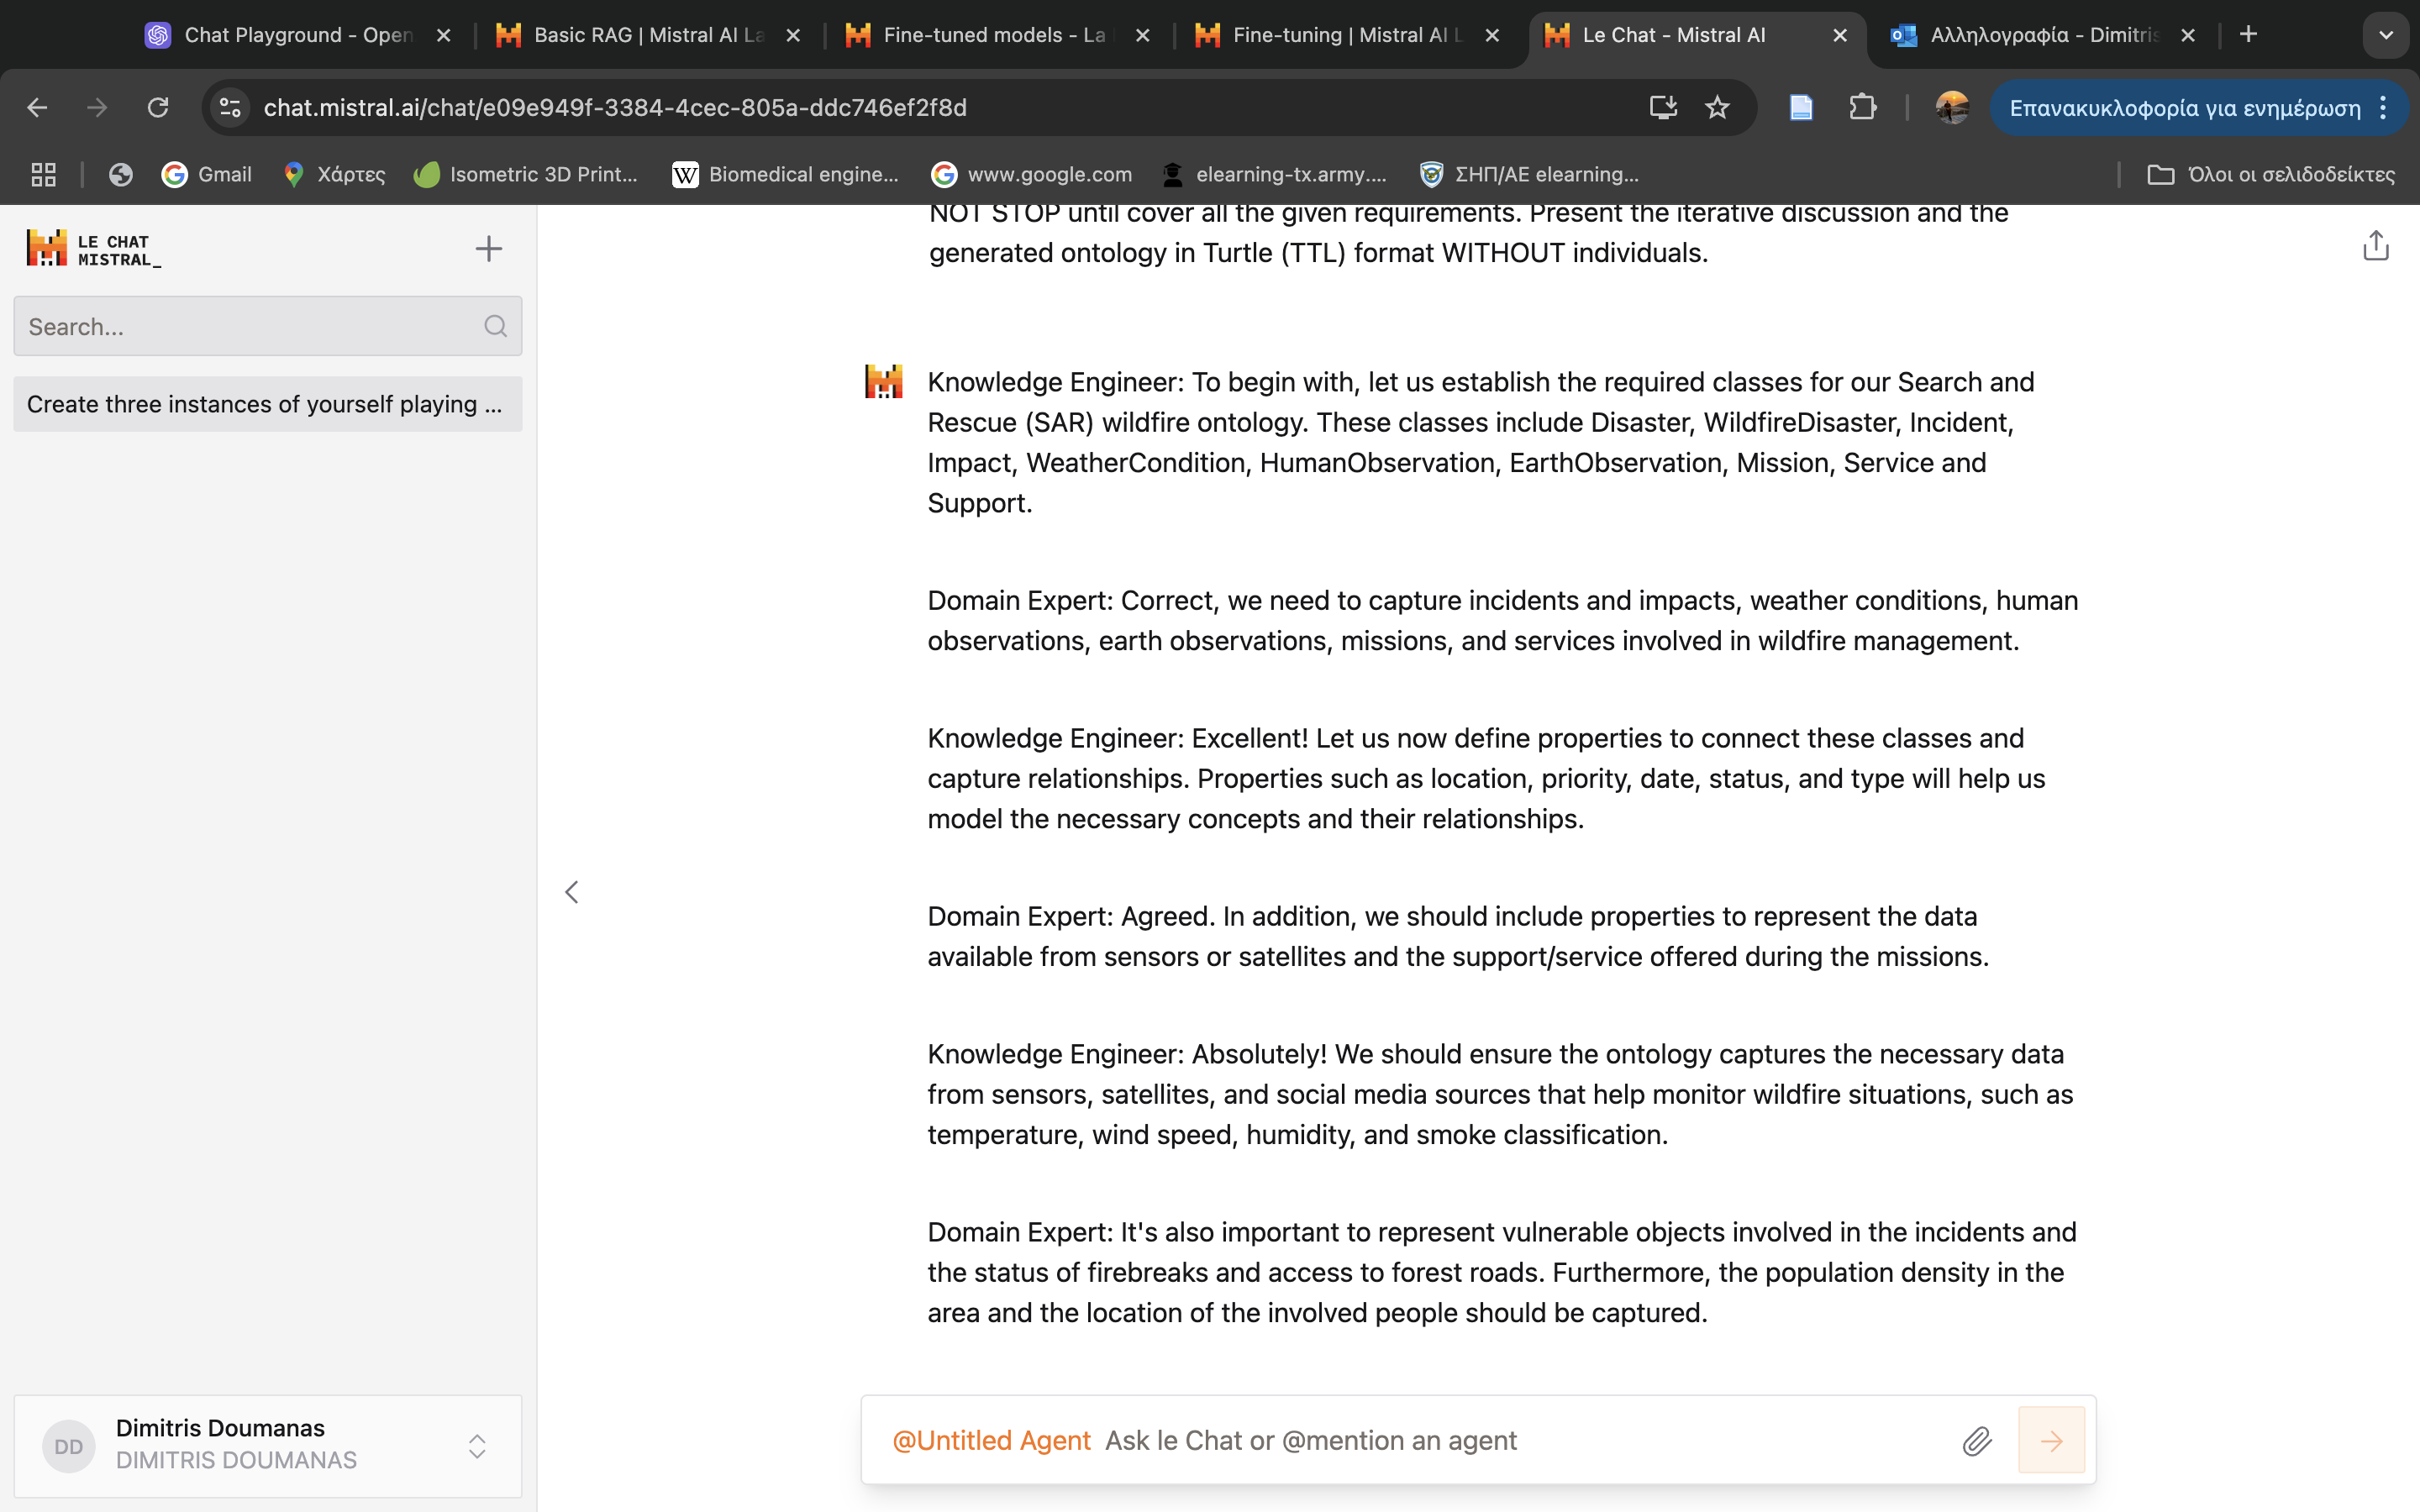 Chat Playground - Open
Basic RAG | Mistral AI La
Fine-tuned models - La
Fine-tuning | Mistral AI L
Le Chat - Mistral AI
Αλληλογραφία - Dimitris
chat.mistral.ai/chat/e09e949f-3384-4cec-805a-ddc746ef2f8d
Επανακυκλοφορία για ενημέρωση
Gmail
Χάρτες
Isometric 3D Print...
W Biomedical engine...
www.google.com
elearning-tx.army....
ΣΗΠ/ΑΕ elearning...
Όλοι οι σελιδοδείκτες
LE CHAT
MISTRAL_
Search...
Create three instances of yourself playing ...
NOT STOP until cover all the given requirements. Present the iterative discussion and the
generated ontology in Turtle (TTL) format WITHOUT individuals.
Knowledge Engineer: To begin with, let us establish the required classes for our Search and
Rescue (SAR) wildfire ontology. These classes include Disaster, WildfireDisaster, Incident,
Impact, WeatherCondition, HumanObservation, EarthObservation, Mission, Service and
Support.
Domain Expert: Correct, we need to capture incidents and impacts, weather conditions, human
observations, earth observations, missions, and services involved in wildfire management.
Knowledge Engineer: Excellent! Let us now define properties to connect these classes and
capture relationships. Properties such as location, priority, date, status, and type will help us
model the necessary concepts and their relationships.
Domain Expert: Agreed. In addition, we should include properties to represent the data
available from sensors or satellites and the support/service offered during the missions.
Knowledge Engineer: Absolutely! We should ensure the ontology captures the necessary data
from sensors, satellites, and social media sources that help monitor wildfire situations, such as
temperature, wind speed, humidity, and smoke classification.
Domain Expert: It's also important to represent vulnerable objects involved in the incidents and
the status of firebreaks and access to forest roads. Furthermore, the population density in the
area and the location of the involved people should be captured.
DD
Dimitris Doumanas
DIMITRIS DOUMANAS
@Untitled Agent Ask le Chat or @mention an agent